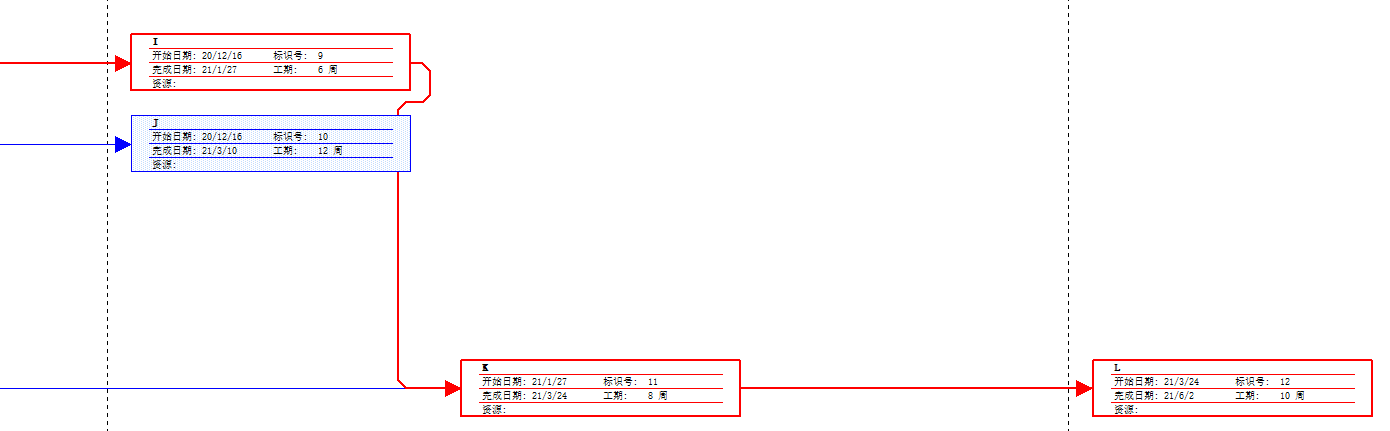 I
开始日期: 20/12/16 标识号: 9
完成日期: 21/1/27 工期: 6 周
资源:
J
开始日期: 20/12/16 标识号: 10
完成日期: 21/3/10 工期: 12 周
资源:
K
开始日期: 21/1/27 标识号: 11
完成日期: 21/3/24 工期: 8 周
资源:
L
开始日期: 21/3/24 标识号: 12
完成日期: 21/6/2 工期: 10 周
资源: